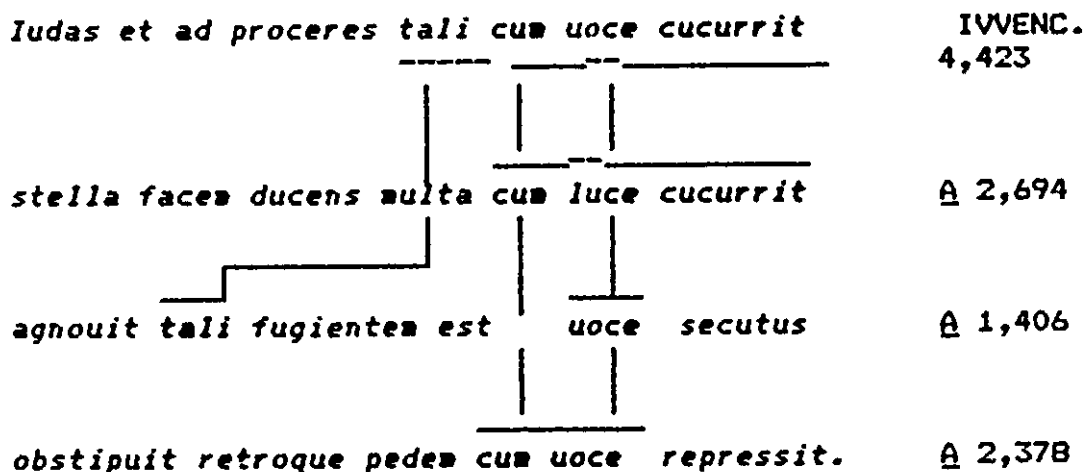 Iudas et ad proceres tali cum uoce cucurrit IVVENC.
4,423
stella facem ducens multa cum luce cucurrit A 2,694
agnouit tali fugientem est uoce secutus A 1,406
obstipuit retroque pedem cum uoce repressit. A 2,378